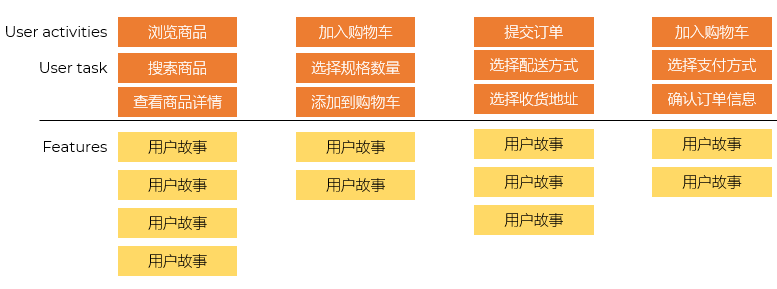 User activities 浏览商品 加入购物车 提交订单 加入购物车
User task 搜索商品 选择规格数量 选择配送方式 选择支付方式
查看商品详情 添加到购物车 选择收货地址 确认订单信息
Features 用户故事 用户故事 用户故事 用户故事
用户故事 用户故事 用户故事 用户故事
用户故事 用户故事
用户故事